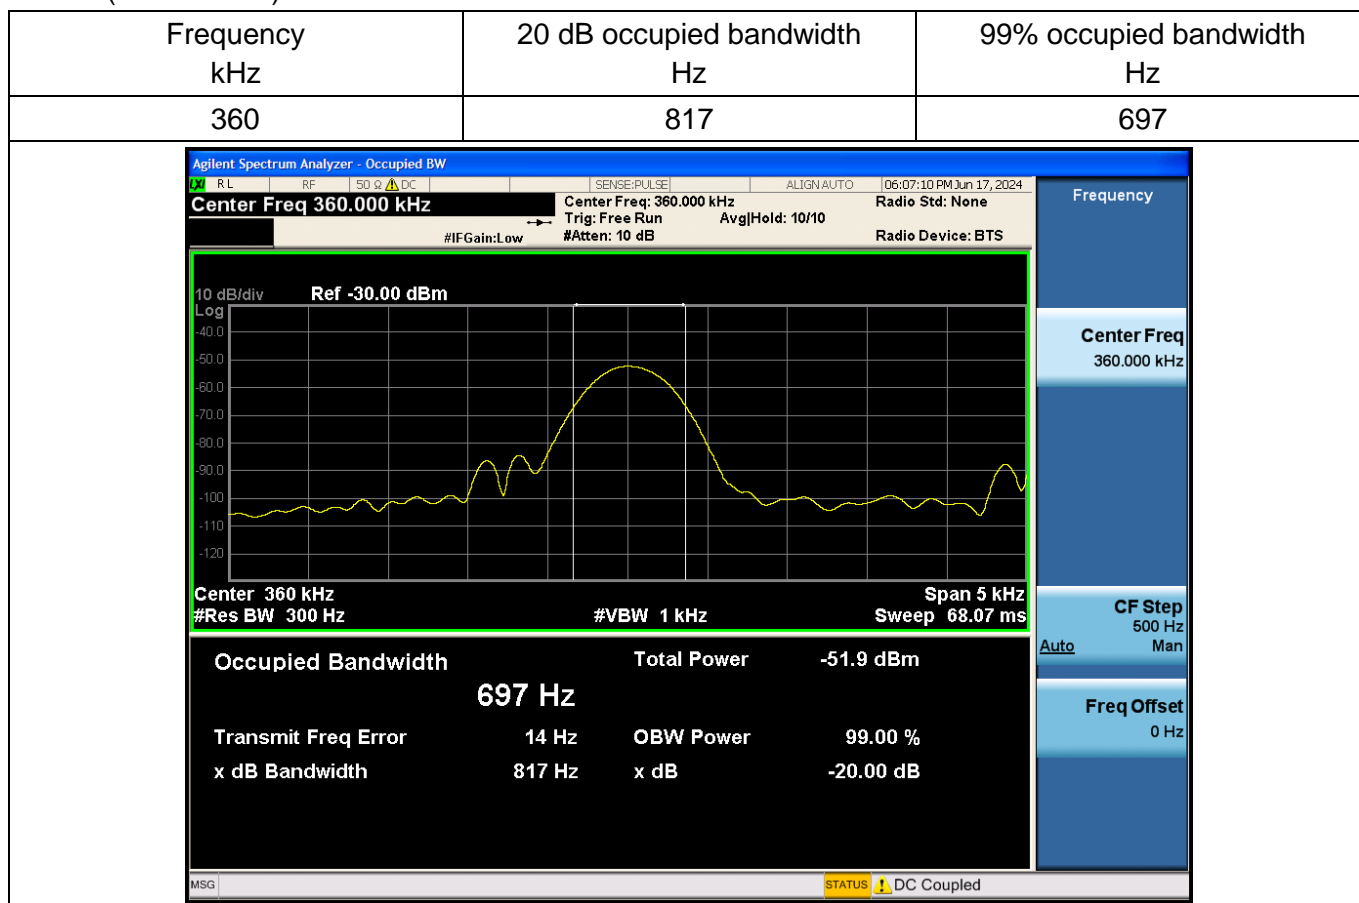 Frequency
kHz
20 dB occupied bandwidth
Hz
99% occupied bandwidth
Hz
360
817
697
Agilent Spectrum Analyzer - Occupied BW
LXI RL RF 50 Ω DC SENSE:PULSE ALIGN AUTO 06:07:10 PM Jun 17, 2024
Center Freq 360.000 kHz
Center Freq: 360.000 kHz
Radio Std: None
Trig: Free Run Avg|Hold: 10/10
#IFGain:Low
#Atten: 10 dB
Radio Device: BTS
10 dB/div Ref -30.00 dBm
Log
-40.0
-50.0
-60.0
-70.0
-80.0
-90.0
-100
-110
-120
Center 360 kHz Span 5 kHz
#Res BW 300 Hz #VBW 1 kHz Sweep 68.07 ms
Occupied Bandwidth Total Power -51.9 dBm
697 Hz
Transmit Freq Error 14 Hz OBW Power 99.00 %
x dB Bandwidth 817 Hz x dB -20.00 dB
Frequency
Center Freq
360.000 kHz
CF Step
500 Hz
Auto Man
Freq Offset
0 Hz
MSG STATUS DC Coupled